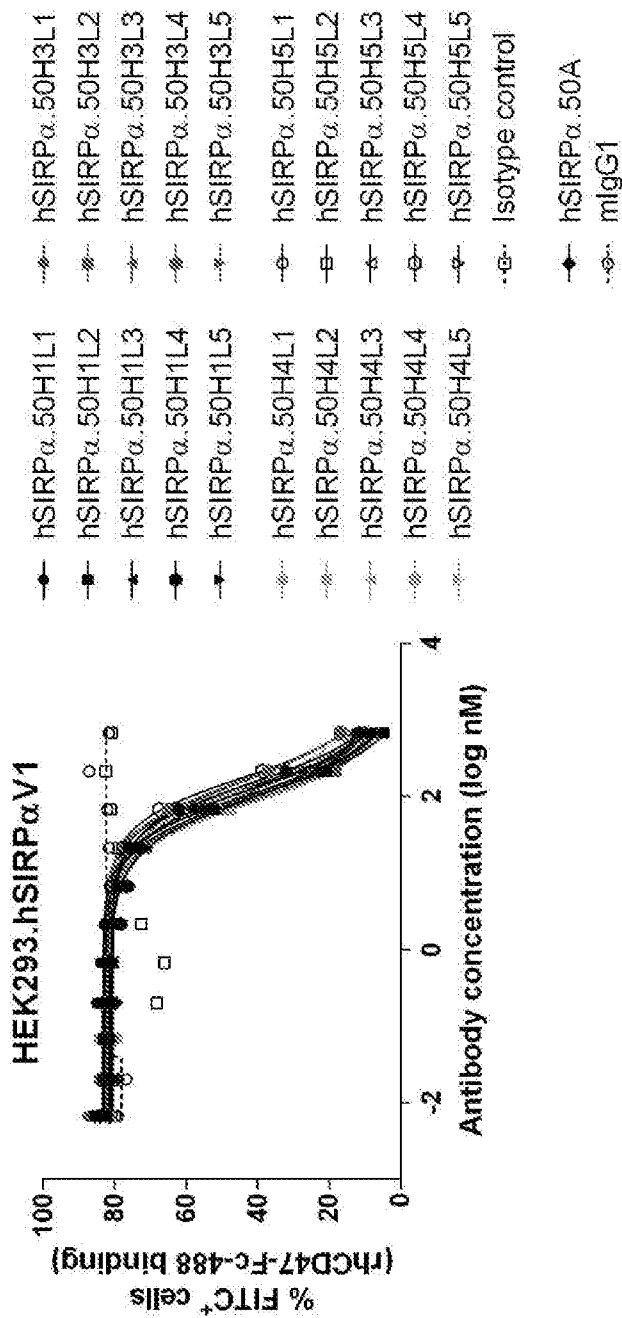 HEK293.hSIRPαV1
% FITC⁺ cells
(rhCD47-Fc-488 binding)
100
80
60
40
20
0
-2
0
2
4
Antibody concentration (log nM)
hSIRPα.50H1L1
hSIRPα.50H1L2
hSIRPα.50H1L3
hSIRPα.50H1L4
hSIRPα.50H1L5
hSIRPα.50H4L1
hSIRPα.50H4L2
hSIRPα.50H4L3
hSIRPα.50H4L4
hSIRPα.50H4L5
hSIRPα.50H3L1
hSIRPα.50H3L2
hSIRPα.50H3L3
hSIRPα.50H3L4
hSIRPα.50H3L5
hSIRPα.50H5L1
hSIRPα.50H5L2
hSIRPα.50H5L3
hSIRPα.50H5L4
hSIRPα.50H5L5
Isotype control
hSIRPα.50A
mIgG1